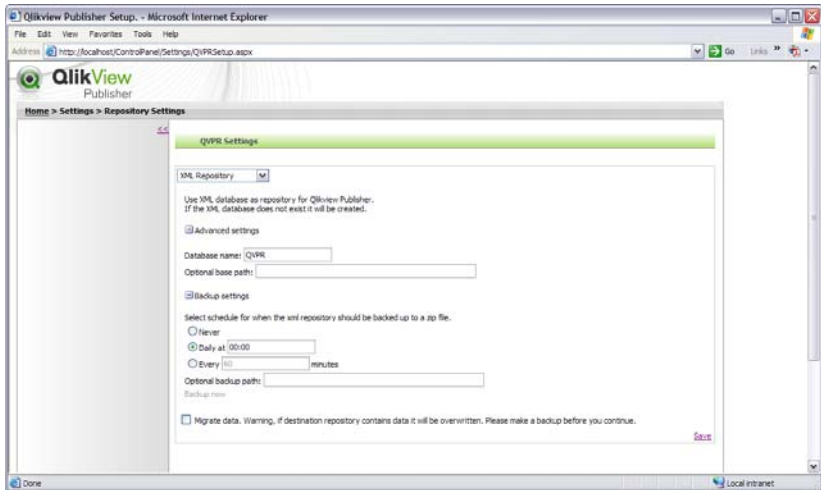 Qlikview Publisher Setup. - Microsoft Internet Explorer
File Edit View Favorites Tools Help
Address http://localhost/ControlPanel/Settings/QVPRSetup.aspx Go Links »
QlikView
Publisher
Home > Settings > Repository Settings
<<
QVPR Settings
XML Repository
Use XML database as repository for Qlikview Publisher.
If the XML database does not exist it will be created.
Advanced settings
Database name: QVPR
Optional base path:
Backup settings
Select schedule for when the xml repository should be backed up to a zip file.
Never
Daily at 00:00
Every 60 minutes
Optional backup path:
Backup now
Migrate data. Warning, if destination repository contains data it will be overwritten. Please make a backup before you continue.
Save
Done Local intranet